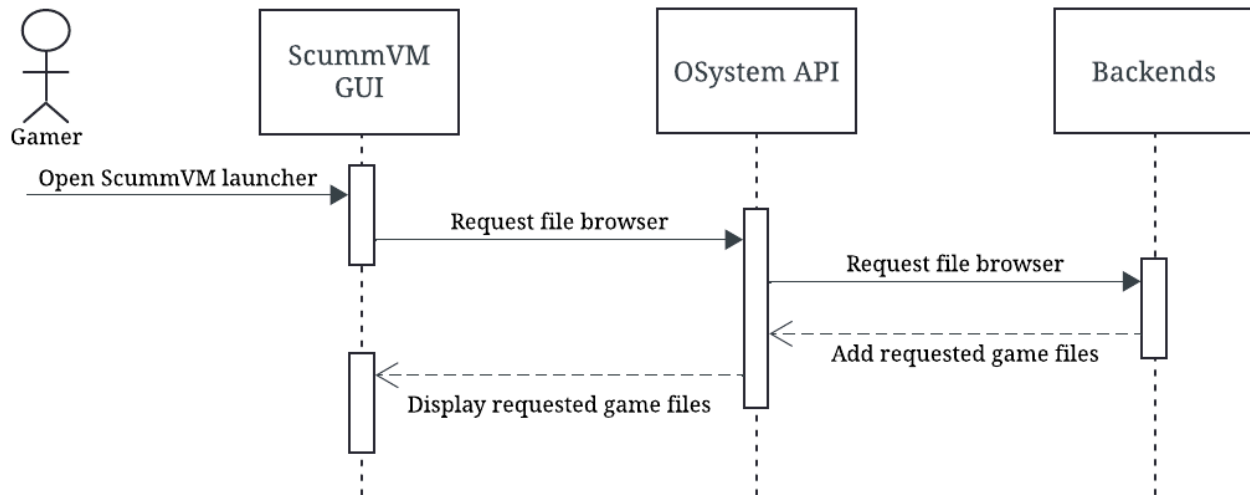 ScummVM
GUI
OSystem API
Backends
Gamer
Open ScummVM launcher
Request file browser
Request file browser
Add requested game files
Display requested game files